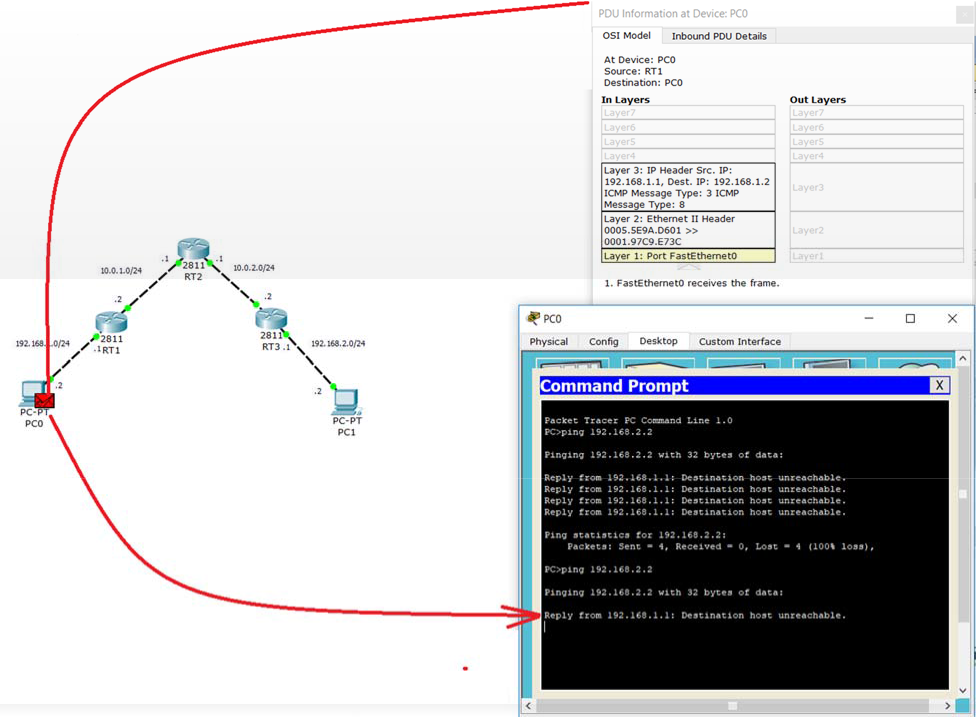 PDU Information at Device: PC0
OSI Model Inbound PDU Details
At Device: PC0
Source: RT1
Destination: PC0
In Layers Out Layers
Layer7 Layer7
Layer6 Layer6
Layer5 Layer5
Layer4 Layer4
Layer 3: IP Header Src. IP:
192.168.1.1, Dest. IP: 192.168.1.2
ICMP Message Type: 3 ICMP
Message Type: 8
Layer3
Layer 2: Ethernet II Header
0005.5E9A.D601 >>
0001.97C9.E73C
Layer2
Layer 1: Port FastEthernet0 Layer1
1. FastEthernet0 receives the frame.
.1 .1
2811
RT2
10.0.1.0/24 10.0.2.0/24
.2 .2
2811
RT1
.1
2811
RT3 .1
192.168. .0/24 192.168.2.0/24
.2 .2
PC-PT
PC0
PC-PT
PC1
PC0
Physical Config Desktop Custom Interface
Command Prompt X
Packet Tracer PC Command Line 1.0
PC>ping 192.168.2.2
Pinging 192.168.2.2 with 32 bytes of data:
Reply from 192.168.1.1: Destination host unreachable.
Reply from 192.168.1.1: Destination host unreachable.
Reply from 192.168.1.1: Destination host unreachable.
Reply from 192.168.1.1: Destination host unreachable.
Ping statistics for 192.168.2.2:
Packets: Sent = 4, Received = 0, Lost = 4 (100% loss),
PC>ping 192.168.2.2
Pinging 192.168.2.2 with 32 bytes of data:
Reply from 192.168.1.1: Destination host unreachable.